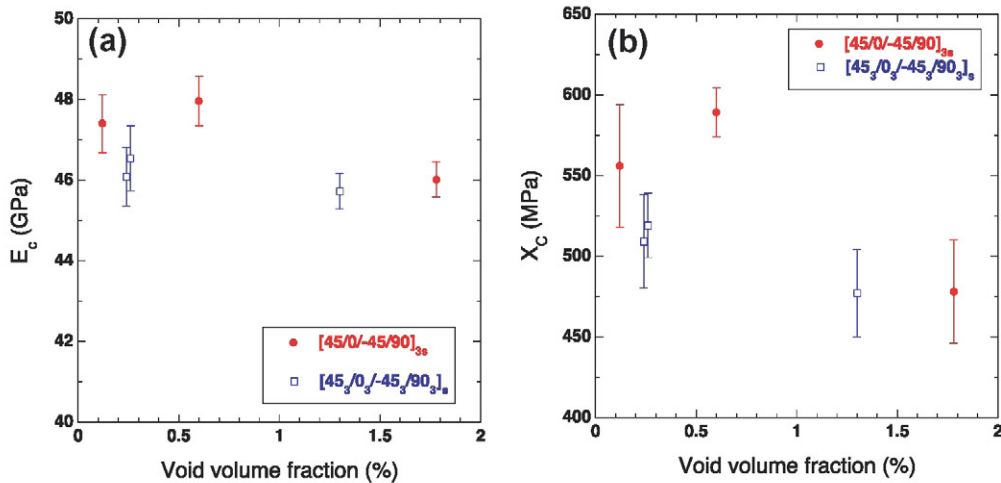 (a)
50
48
46
44
42
40
E_c (GPa)
[45/0/-45/90]_3s
[45_3/0_3/-45_3/90_3]_s
0
0.5
1
1.5
2
Void volume fraction (%)
(b)
650
600
550
500
450
400
X_C (MPa)
[45/0/-45/90]_3s
[45_3/0_3/-45_3/90_3]_s
0
0.5
1
1.5
2
Void volume fraction (%)